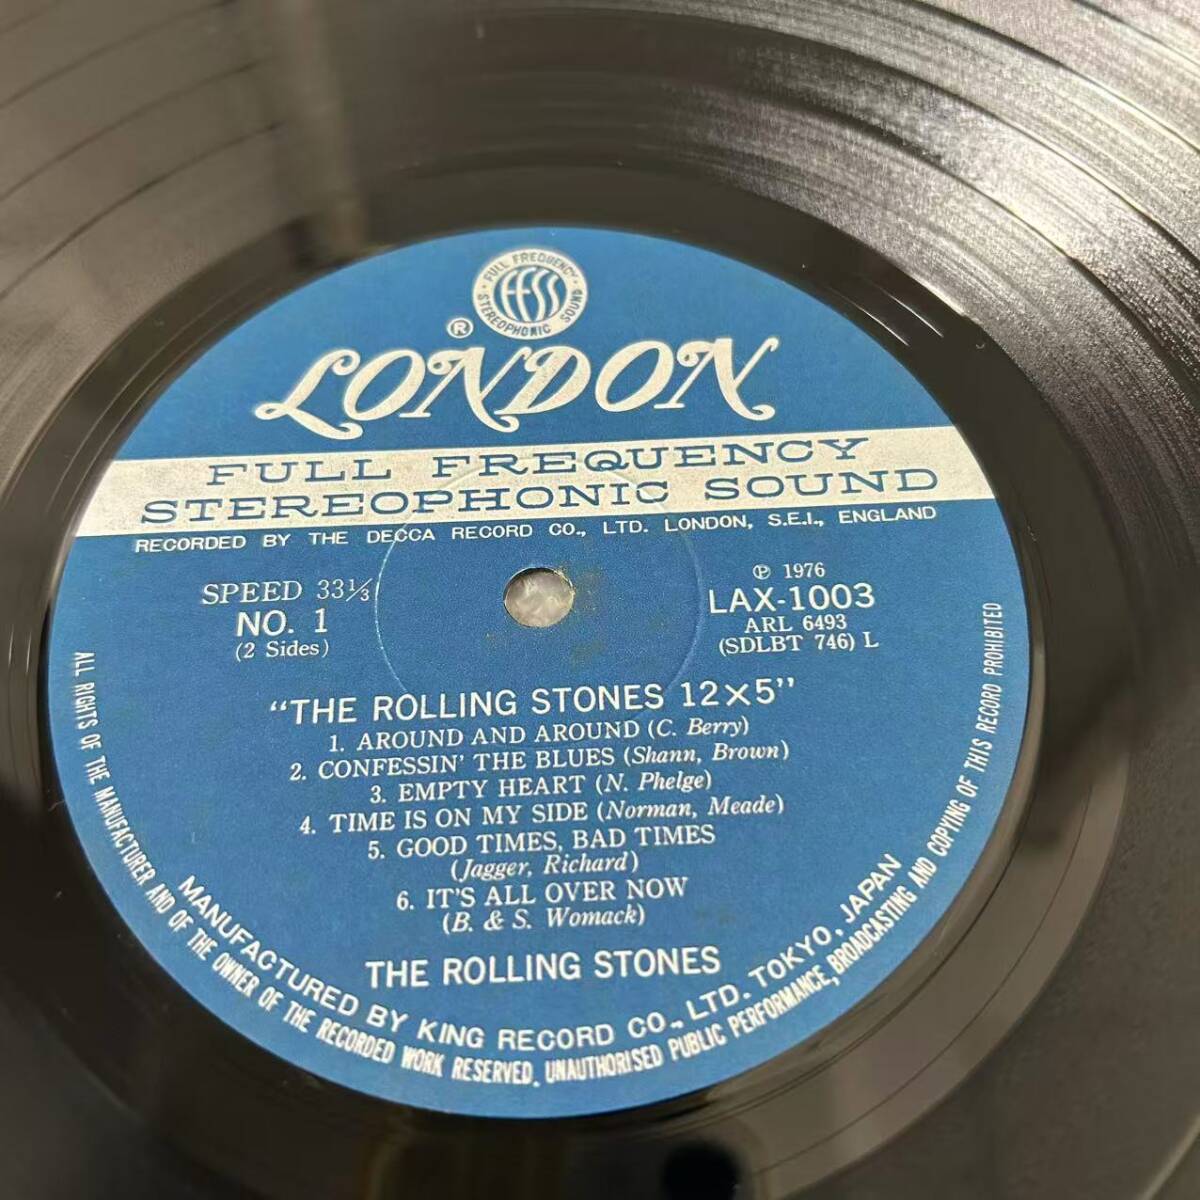 FULL FREQUENCY STEREOPHONIC SOUND
ffss
®
LONDON
FULL FREQUENCY
STEREOPHONIC SOUND
RECORDED BY THE DECCA RECORD CO., LTD. LONDON, S.E.I., ENGLAND
SPEED 33⅓
NO. 1
(2 Sides)
℗ 1976
LAX-1003
ARL 6493
(SDLBT 746) L
"THE ROLLING STONES 12×5"
1. AROUND AND AROUND (C. Berry)
2. CONFESSIN' THE BLUES (Shann, Brown)
3. EMPTY HEART (N. Phelge)
4. TIME IS ON MY SIDE (Norman, Meade)
5. GOOD TIMES, BAD TIMES
(Jagger, Richard)
6. IT'S ALL OVER NOW
(B. & S. Womack)
THE ROLLING STONES
MANUFACTURED BY KING RECORD CO., LTD. TOKYO, JAPAN
ALL RIGHTS OF THE MANUFACTURER AND OF THE OWNER OF THE RECORDED WORK RESERVED. UNAUTHORISED PUBLIC PERFORMANCE, BROADCASTING AND COPYING OF THIS RECORD PROHIBITED